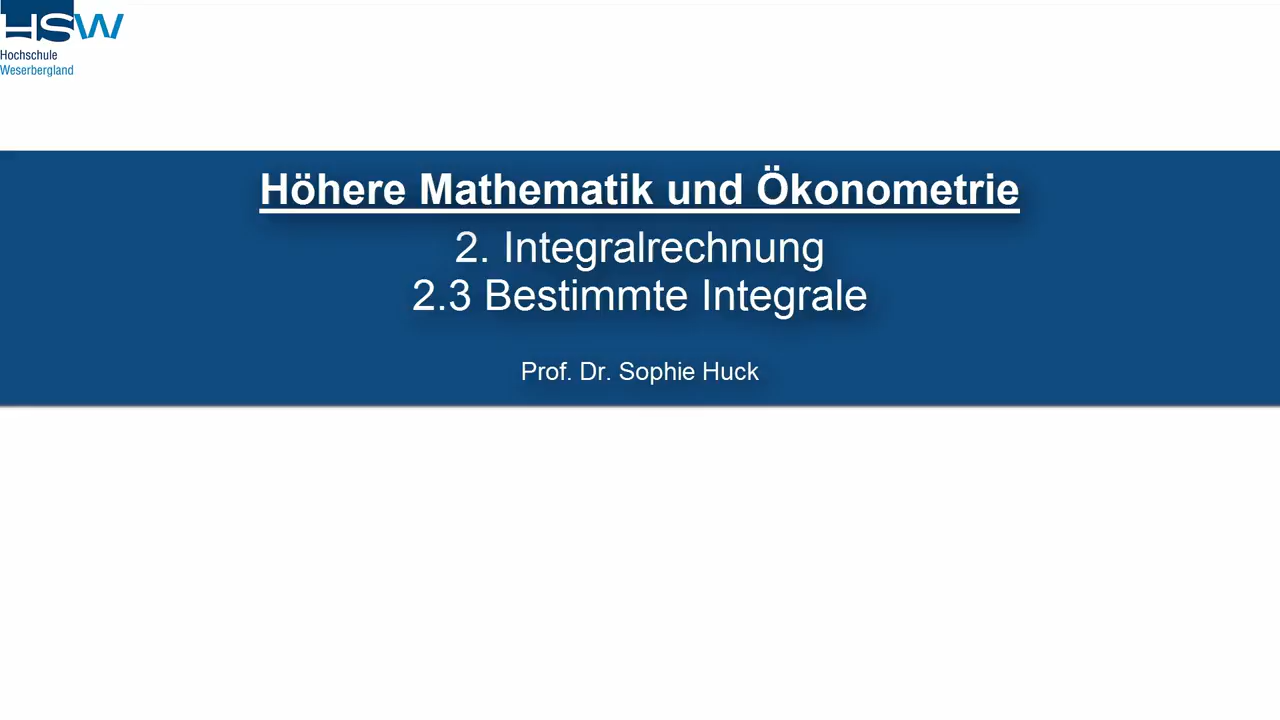 HSW
Hochschule
Weserbergland
Höhere Mathematik und Ökonometrie
2. Integralrechnung
2.3 Bestimmte Integrale
Prof. Dr. Sophie Huck